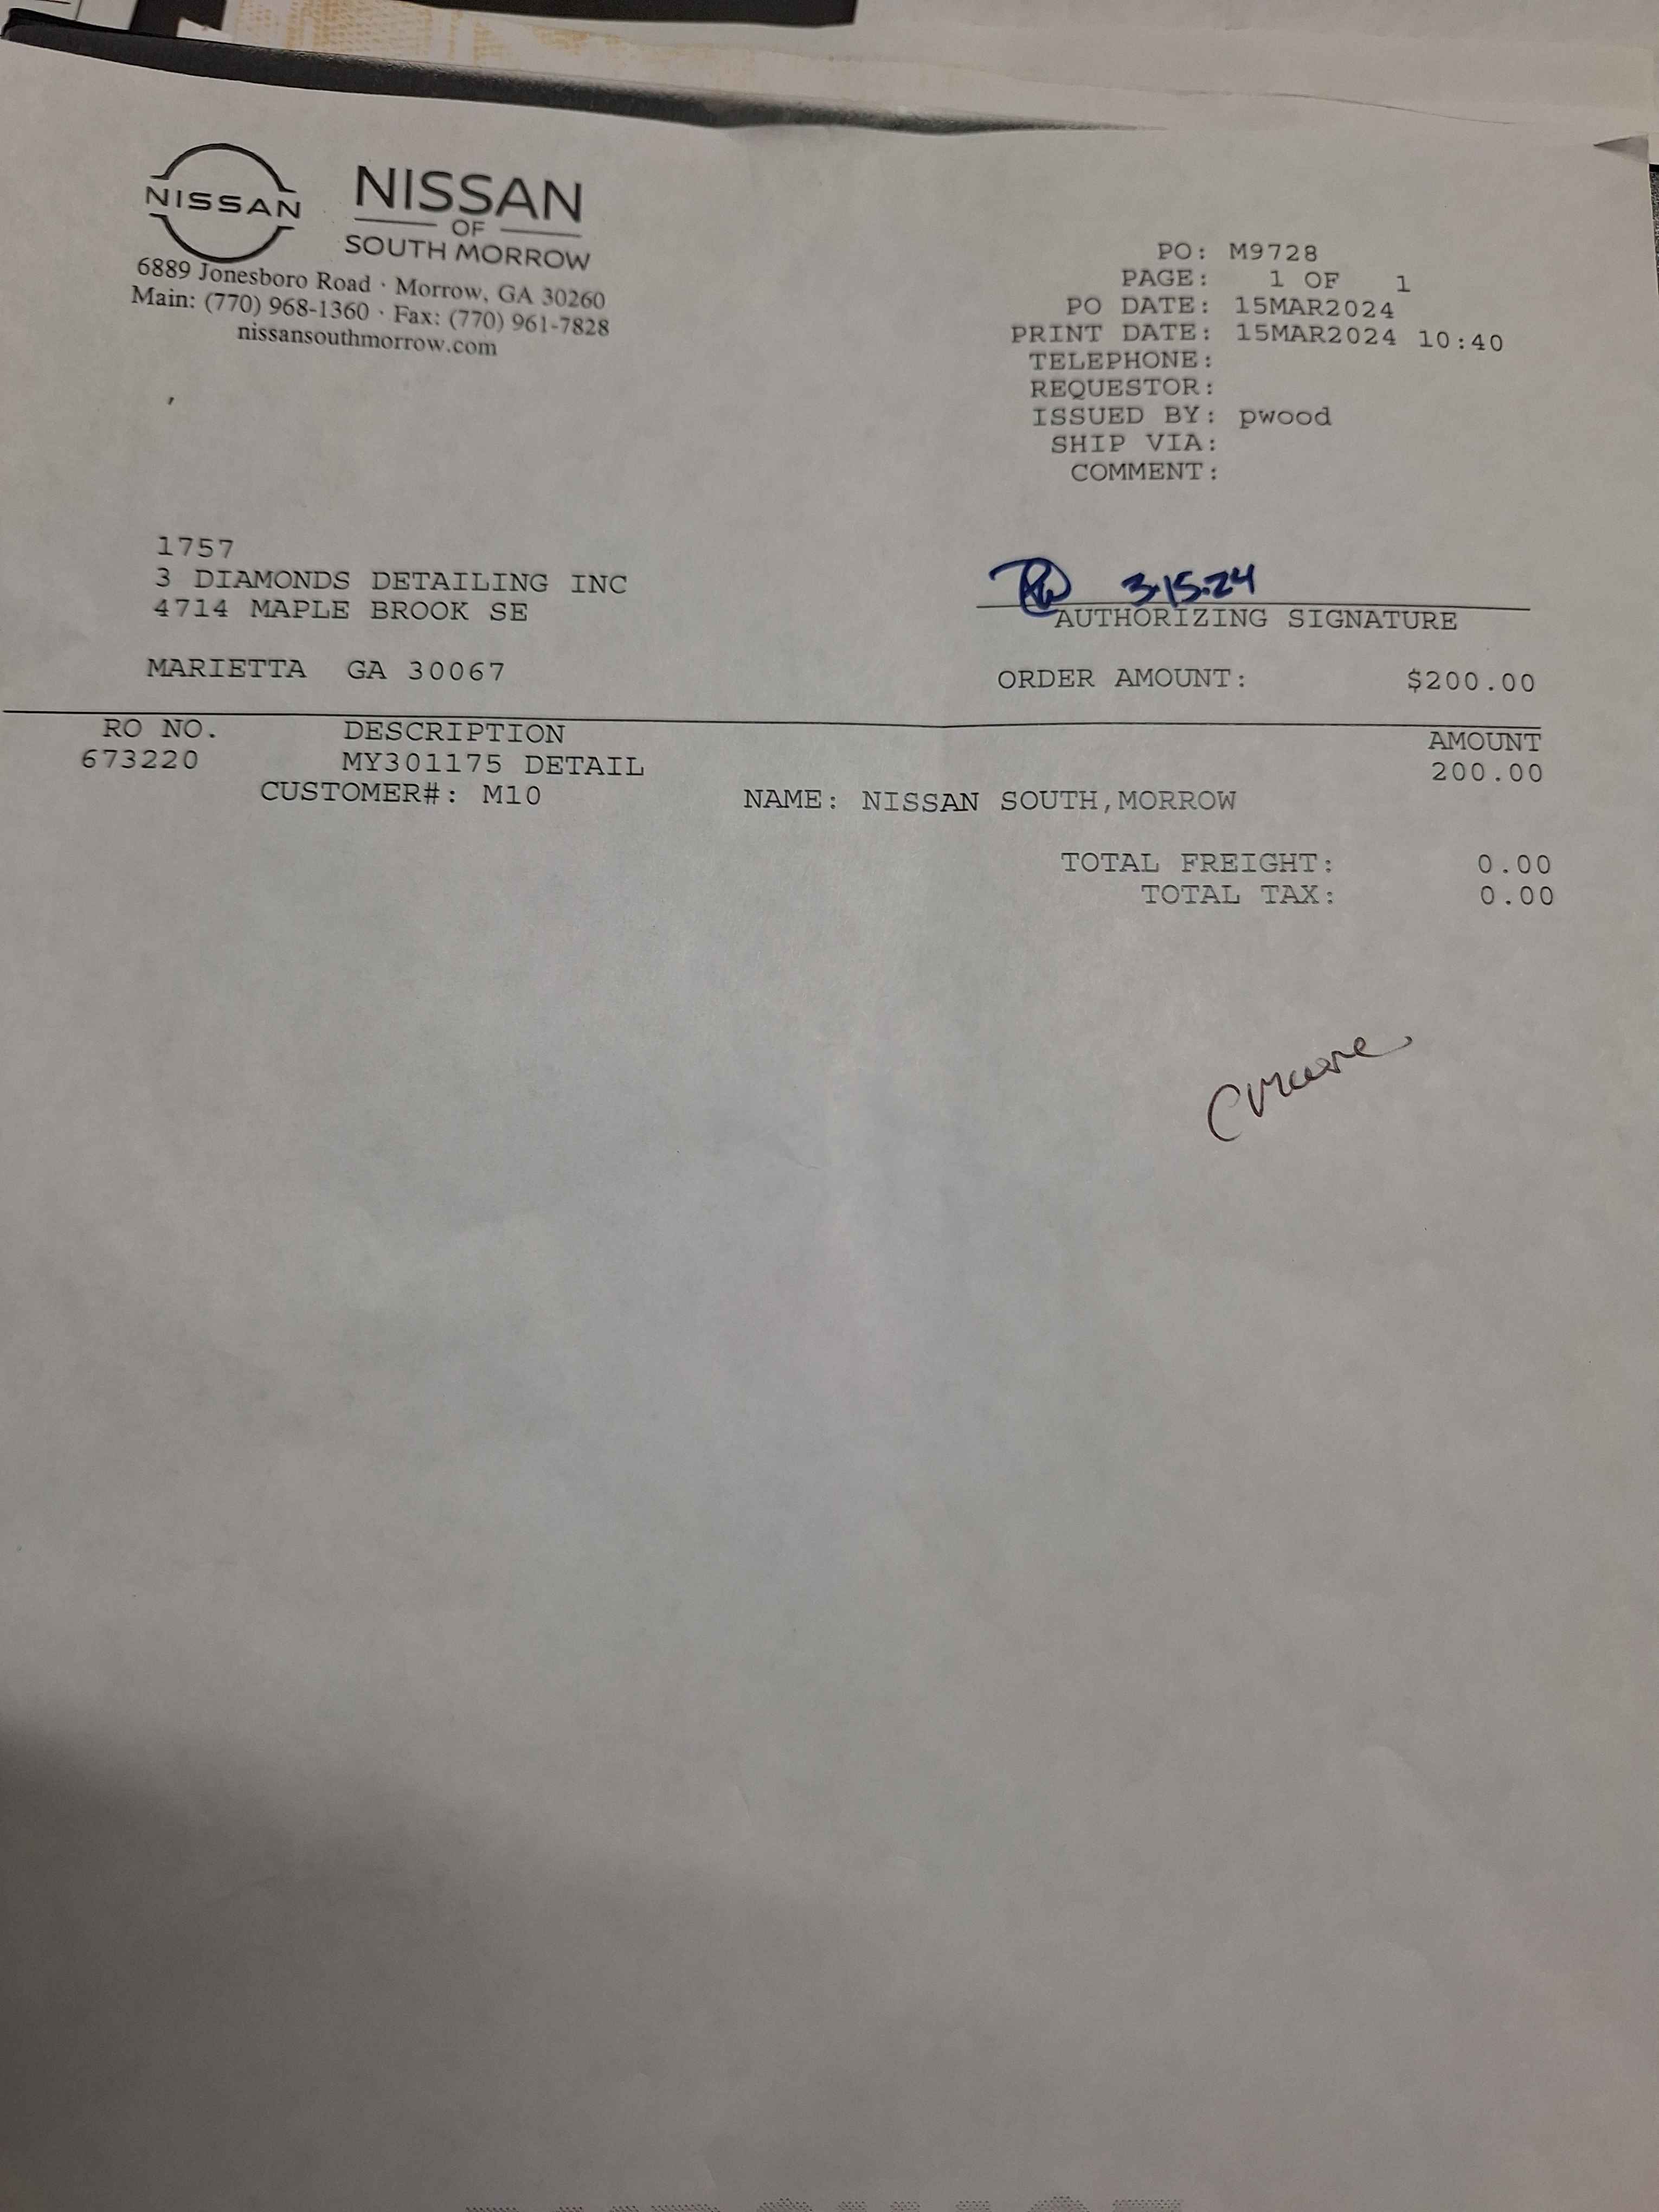 NISSAN
NISSAN
OF
SOUTH MORROW
6889 Jonesboro Road · Morrow, GA 30260
Main: (770) 968-1360 · Fax: (770) 961-7828
nissansouthmorrow.com
PO: M9728
PAGE: 1 OF 1
PO DATE: 15MAR2024
PRINT DATE: 15MAR2024 10:40
TELEPHONE:
REQUESTOR:
ISSUED BY: pwood
SHIP VIA:
COMMENT:
1757
3 DIAMONDS DETAILING INC
4714 MAPLE BROOK SE
MARIETTA GA 30067
3.15.24
AUTHORIZING SIGNATURE
ORDER AMOUNT: $200.00
RO NO. DESCRIPTION AMOUNT
673220 MY301175 DETAIL 200.00
CUSTOMER#: M10 NAME: NISSAN SOUTH,MORROW
TOTAL FREIGHT: 0.00
TOTAL TAX: 0.00